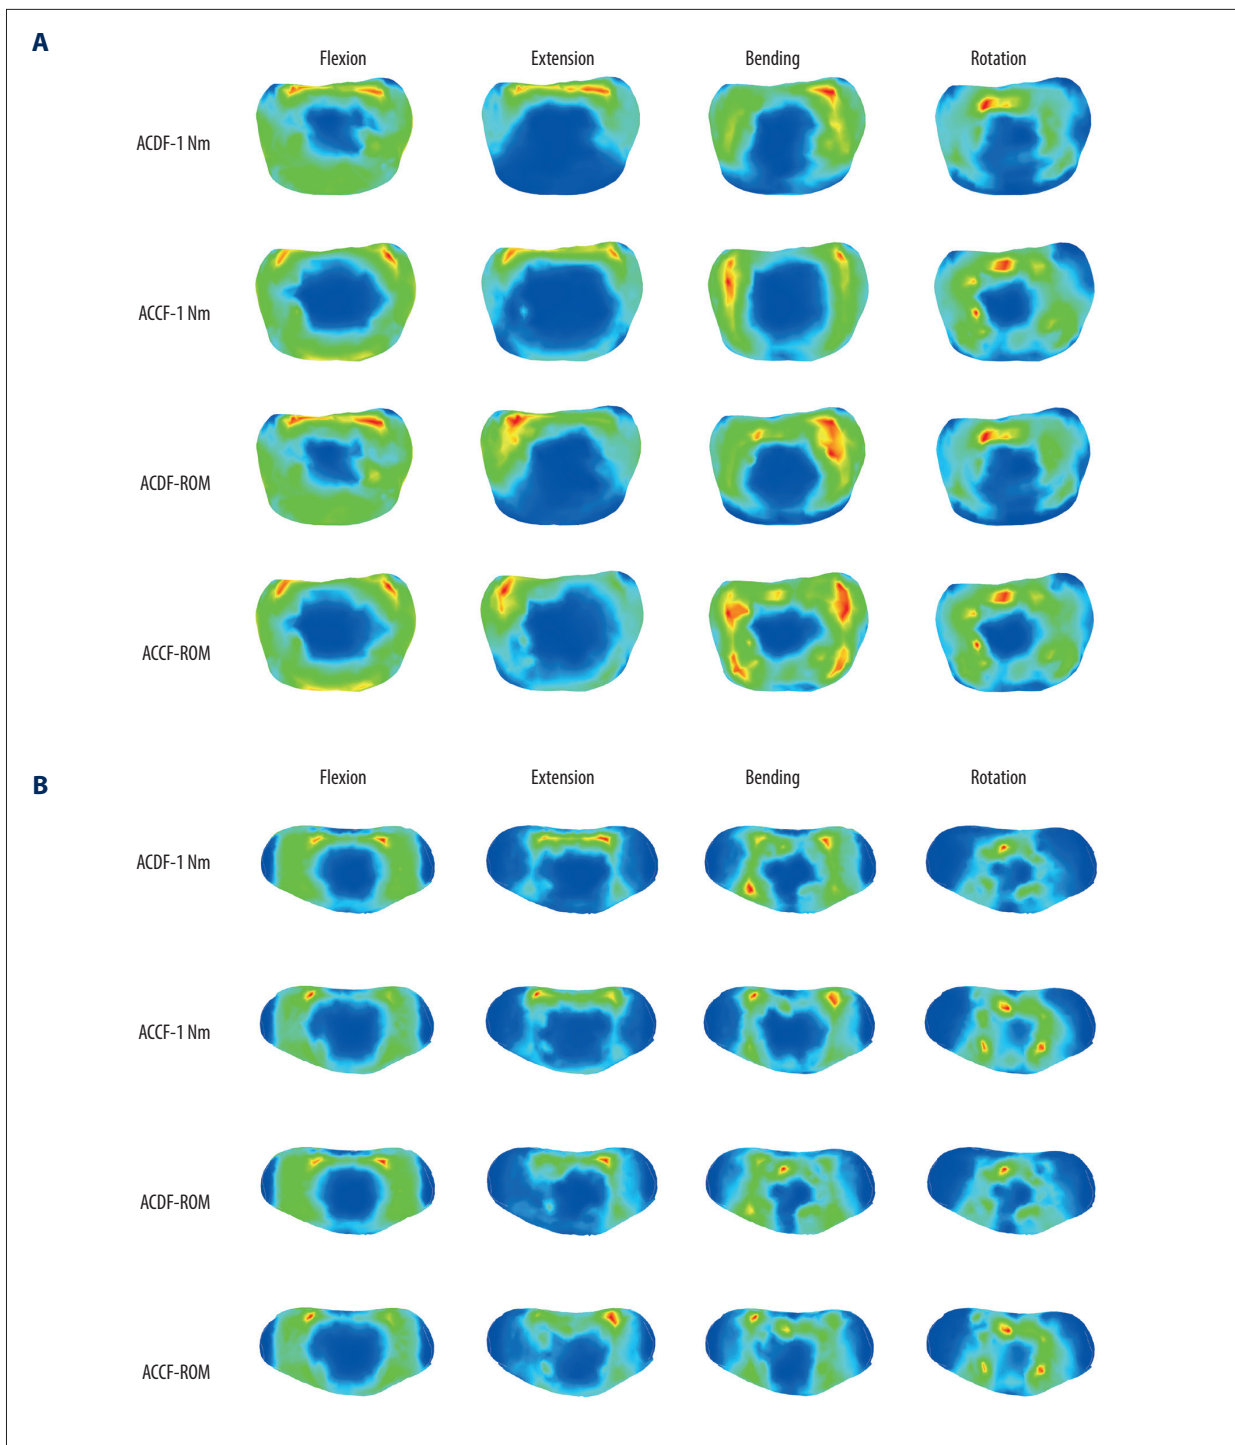 A
Flexion Extension Bending Rotation
ACDF-1 Nm
ACCF-1 Nm
ACDF-ROM
ACCF-ROM
B
Flexion Extension Bending Rotation
ACDF-1 Nm
ACCF-1 Nm
ACDF-ROM
ACCF-ROM